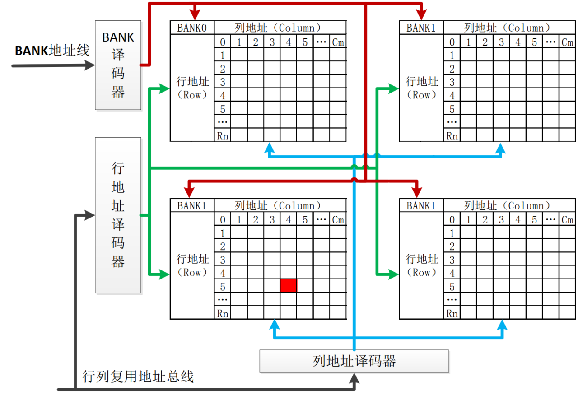 BANK地址线
BANK
译
码
器
行
地
址
译
码
器
BANK0 列地址（Column）
0 1 2 3 4 5 … Cm
1
2
行地址 3
（Row） 4
5
…
Rn
BANK1 列地址（Column）
0 1 2 3 4 5 … Cm
1
2
行地址 3
（Row） 4
5
…
Rn
BANK1 列地址（Column）
0 1 2 3 4 5 … Cm
1
2
行地址 3
（Row） 4
5
…
Rn
BANK1 列地址（Column）
0 1 2 3 4 5 … Cm
1
2
行地址 3
（Row） 4
5
…
Rn
列地址译码器
行列复用地址总线